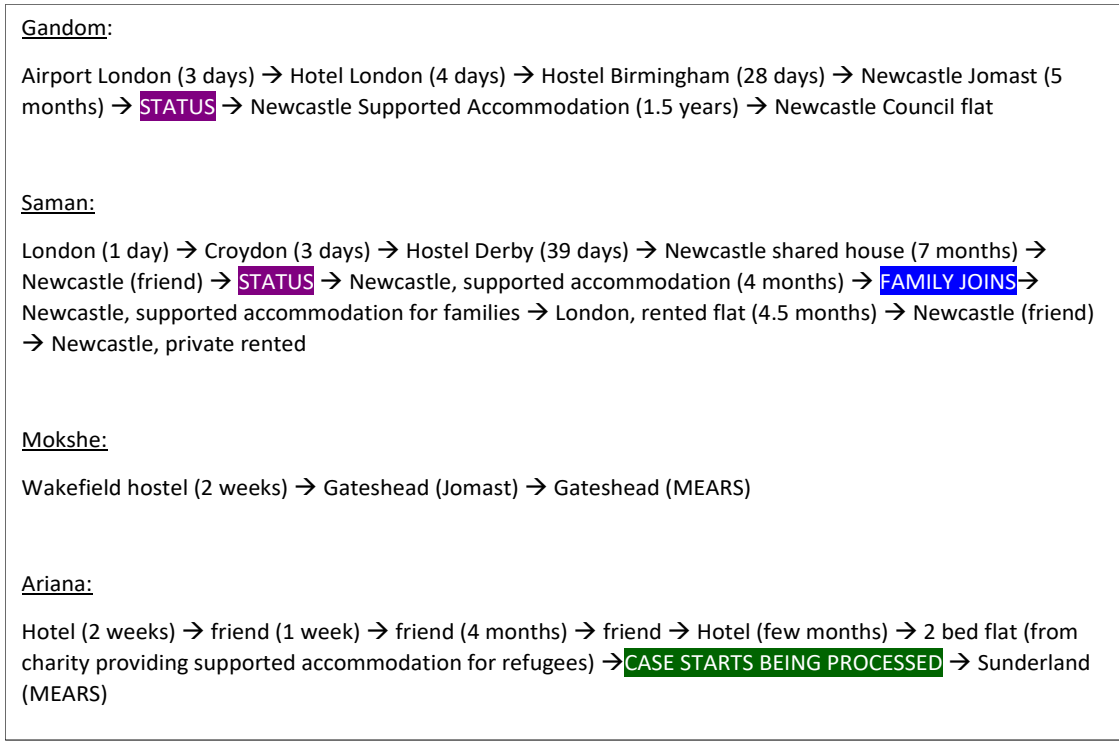 Gandom:
Airport London (3 days) → Hotel London (4 days) → Hostel Birmingham (28 days) → Newcastle Jomast (5
months) → STATUS → Newcastle Supported Accommodation (1.5 years) → Newcastle Council flat
Saman:
London (1 day) → Croydon (3 days) → Hostel Derby (39 days) → Newcastle shared house (7 months) →
Newcastle (friend) → STATUS → Newcastle, supported accommodation (4 months) → FAMILY JOINS→
Newcastle, supported accommodation for families → London, rented flat (4.5 months) → Newcastle (friend)
→ Newcastle, private rented
Mokshe:
Wakefield hostel (2 weeks) → Gateshead (Jomast) → Gateshead (MEARS)
Ariana:
Hotel (2 weeks) → friend (1 week) → friend (4 months) → friend → Hotel (few months) → 2 bed flat (from
charity providing supported accommodation for refugees) →CASE STARTS BEING PROCESSED → Sunderland
(MEARS)